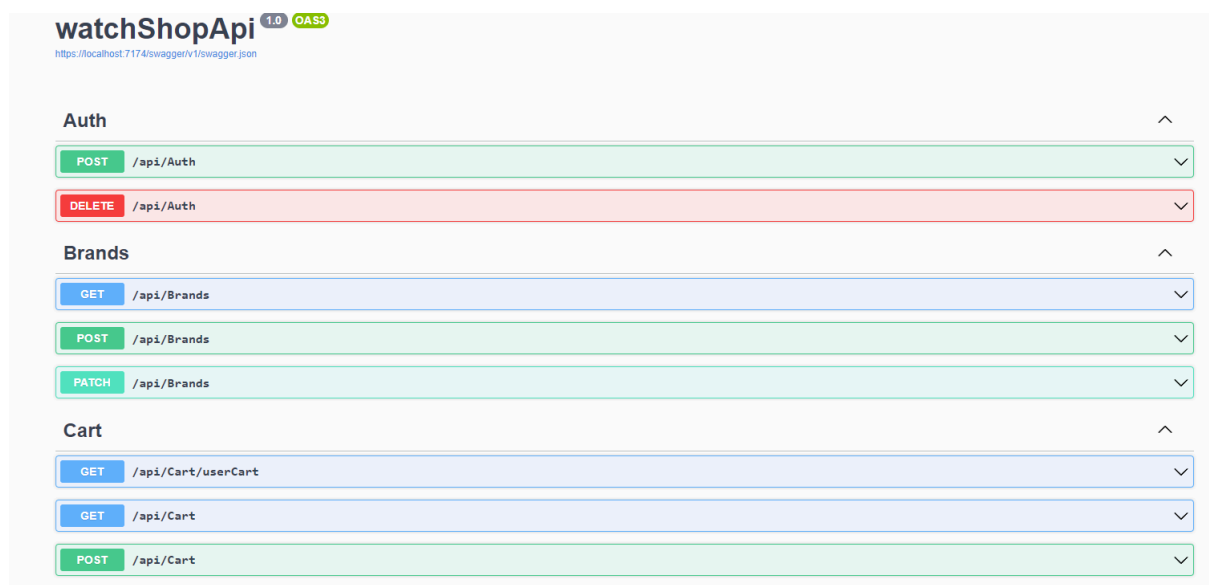 watchShopApi 1.0 OAS3
https://localhost:7174/swagger/v1/swagger.json
Auth
POST /api/Auth
DELETE /api/Auth
Brands
GET /api/Brands
POST /api/Brands
PATCH /api/Brands
Cart
GET /api/Cart/userCart
GET /api/Cart
POST /api/Cart